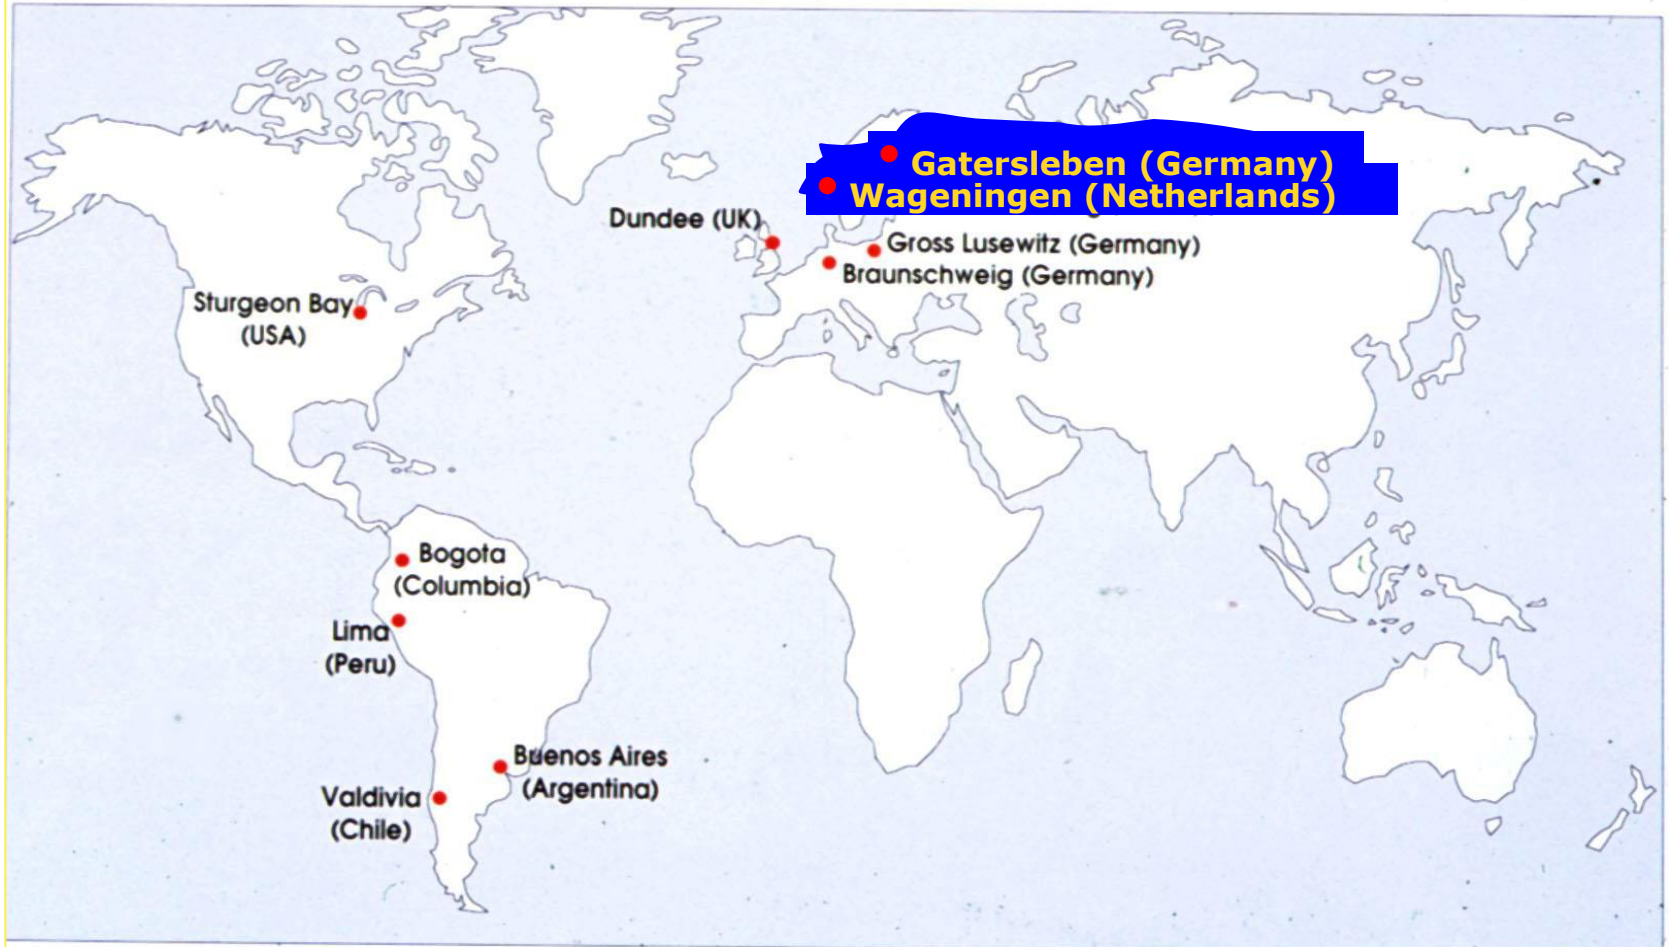 Gatersleben (Germany)
Wageningen (Netherlands)
Dundee (UK)
Gross Lusewitz (Germany)
Braunschweig (Germany)
Sturgeon Bay
(USA)
Bogota
(Columbia)
Lima
(Peru)
Buenos Aires
(Argentina)
Valdivia
(Chile)